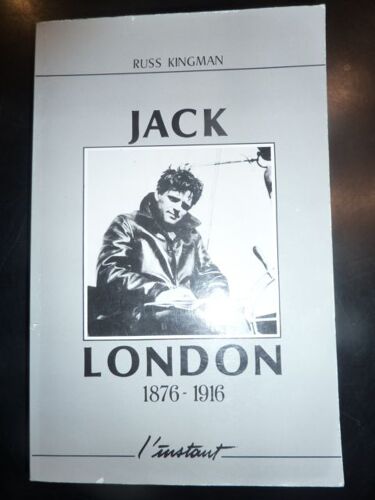 RUSS KINGMAN
JACK
LONDON
1876 - 1916
l'instant